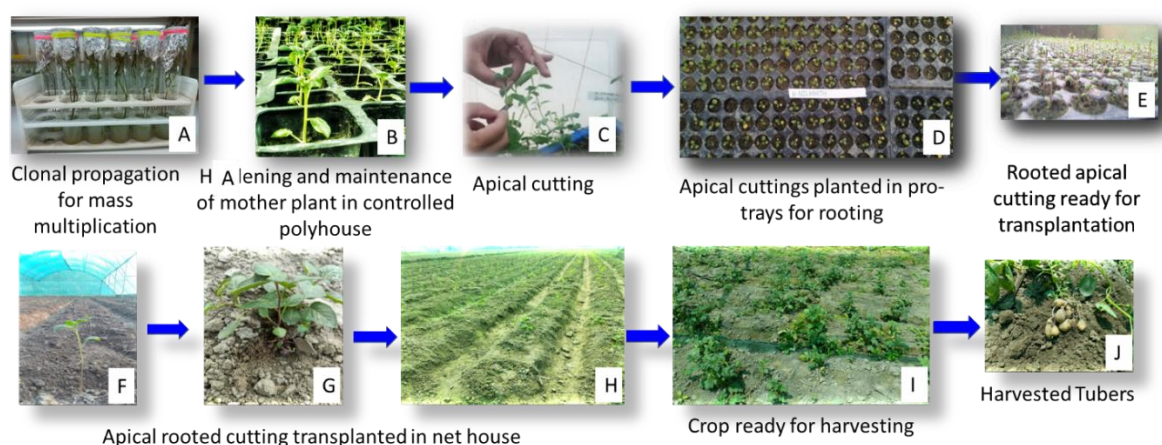 A
B
C
D
E
Clonal propagation
for mass
multiplication
H A lening and maintenance
of mother plant in controlled
polyhouse
Apical cutting
Apical cuttings planted in pro-
trays for rooting
Rooted apical
cutting ready for
transplantation
F
G
H
I
J
Apical rooted cutting transplanted in net house
Crop ready for harvesting
Harvested Tubers